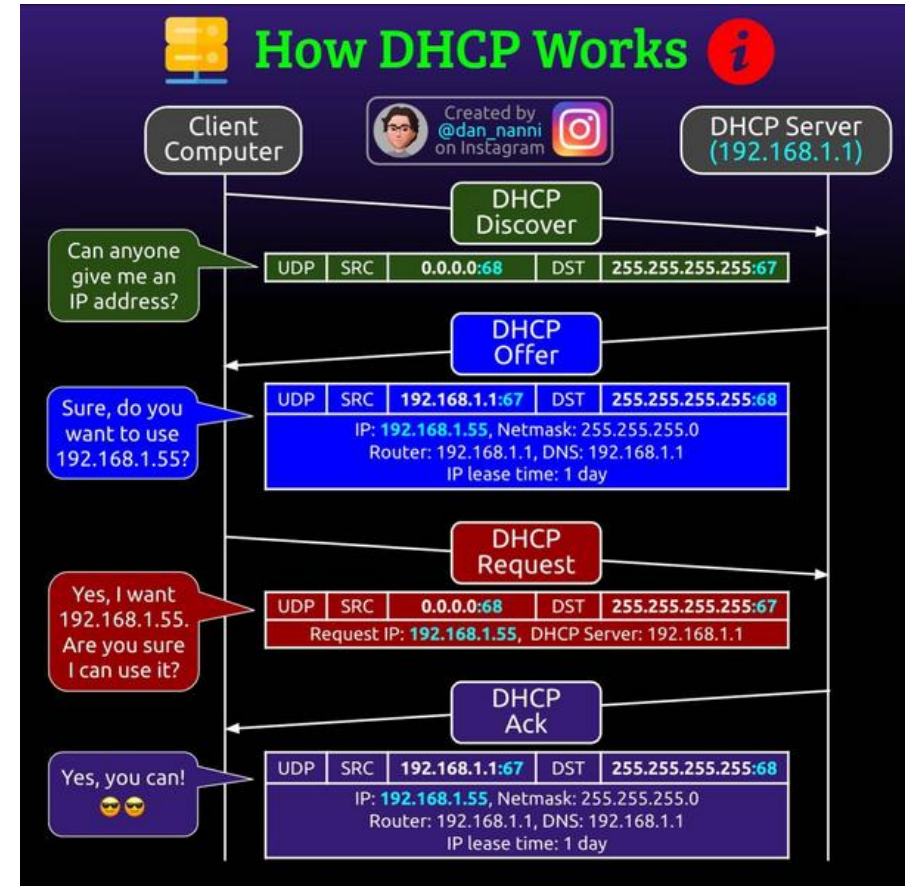 How DHCP Works
Created by
@dan_nanni
on Instagram
Client
Computer
DHCP Server
(192.168.1.1)
DHCP
Discover
Can anyone
give me an
IP address?
UDP SRC 0.0.0.0:68 DST 255.255.255.255:67
DHCP
Offer
Sure, do you
want to use
192.168.1.55?
UDP SRC 192.168.1.1:67 DST 255.255.255.255:68
IP: 192.168.1.55, Netmask: 255.255.255.0
Router: 192.168.1.1, DNS: 192.168.1.1
IP lease time: 1 day
DHCP
Request
Yes, I want
192.168.1.55.
Are you sure
I can use it?
UDP SRC 0.0.0.0:68 DST 255.255.255.255:67
Request IP: 192.168.1.55, DHCP Server: 192.168.1.1
DHCP
Ack
Yes, you can!
😎😎
UDP SRC 192.168.1.1:67 DST 255.255.255.255:68
IP: 192.168.1.55, Netmask: 255.255.255.0
Router: 192.168.1.1, DNS: 192.168.1.1
IP lease time: 1 day